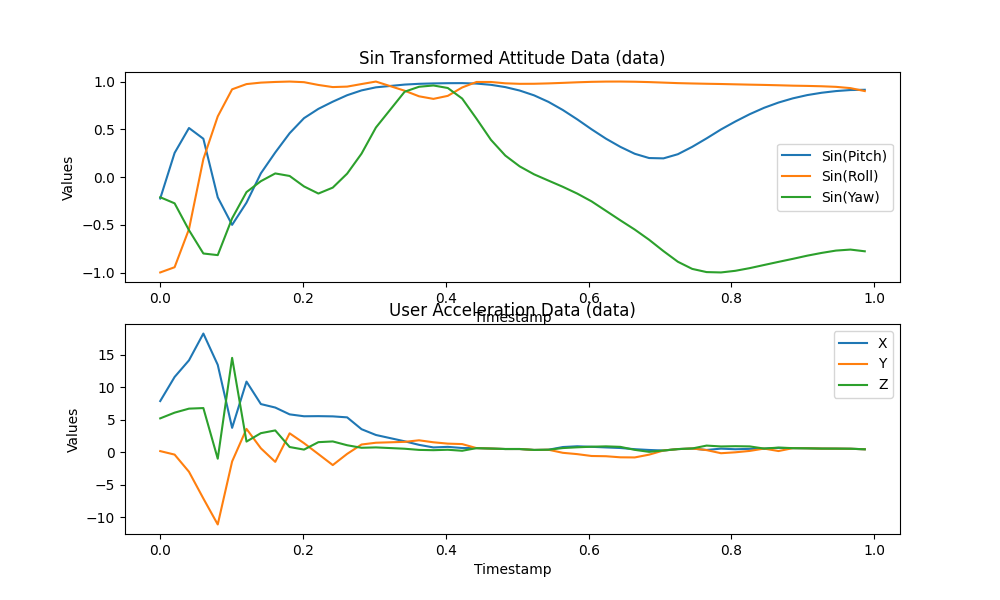 Sin Transformed Attitude Data (data)
Values
1.0
0.5
0.0
−0.5
−1.0
Sin(Pitch)
Sin(Roll)
Sin(Yaw)
0.0 0.2 0.4 0.6 0.8 1.0
Timestamp
User Acceleration Data (data)
Values
15
10
5
0
−5
−10
X
Y
Z
0.0 0.2 0.4 0.6 0.8 1.0
Timestamp